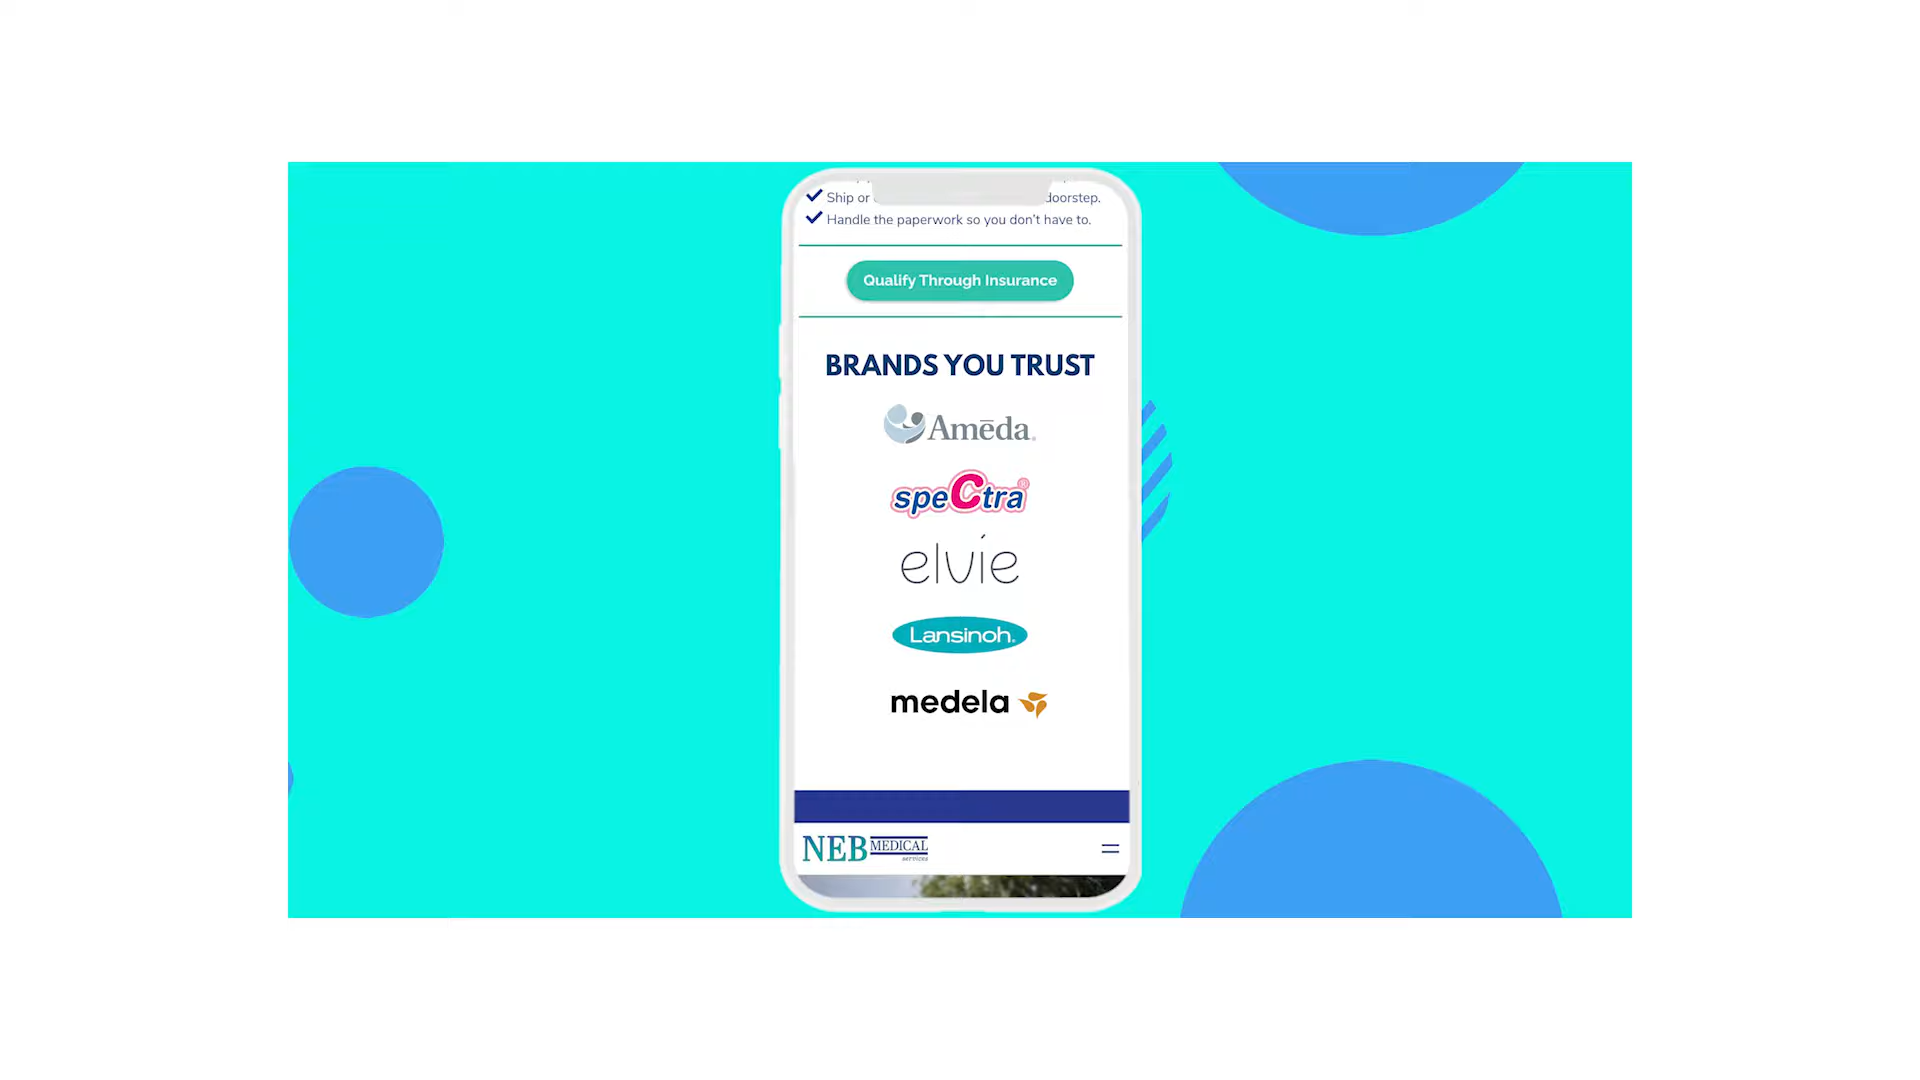 Ship or doorstep.
Handle the paperwork so you don't have to.
Qualify Through Insurance
BRANDS YOU TRUST
Amēda®
speCtra®
elvie
Lansinoh®
medela
NEB MEDICAL
services